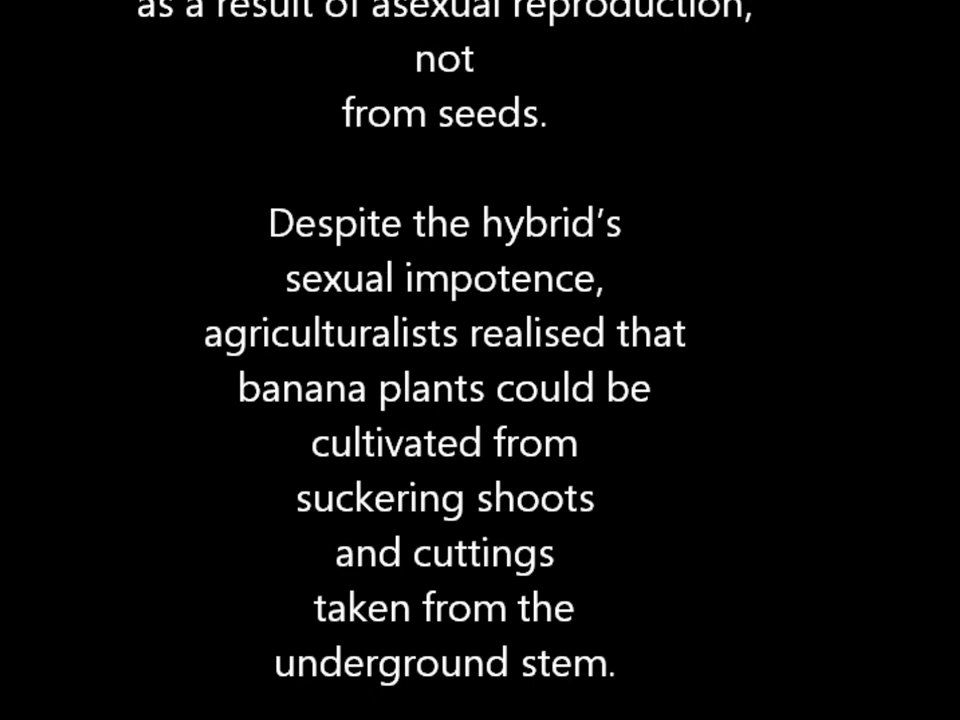 as a result of asexual reproduction,
not
from seeds.
Despite the hybrid’s
sexual impotence,
agriculturalists realised that
banana plants could be
cultivated from
suckering shoots
and cuttings
taken from the
underground stem.